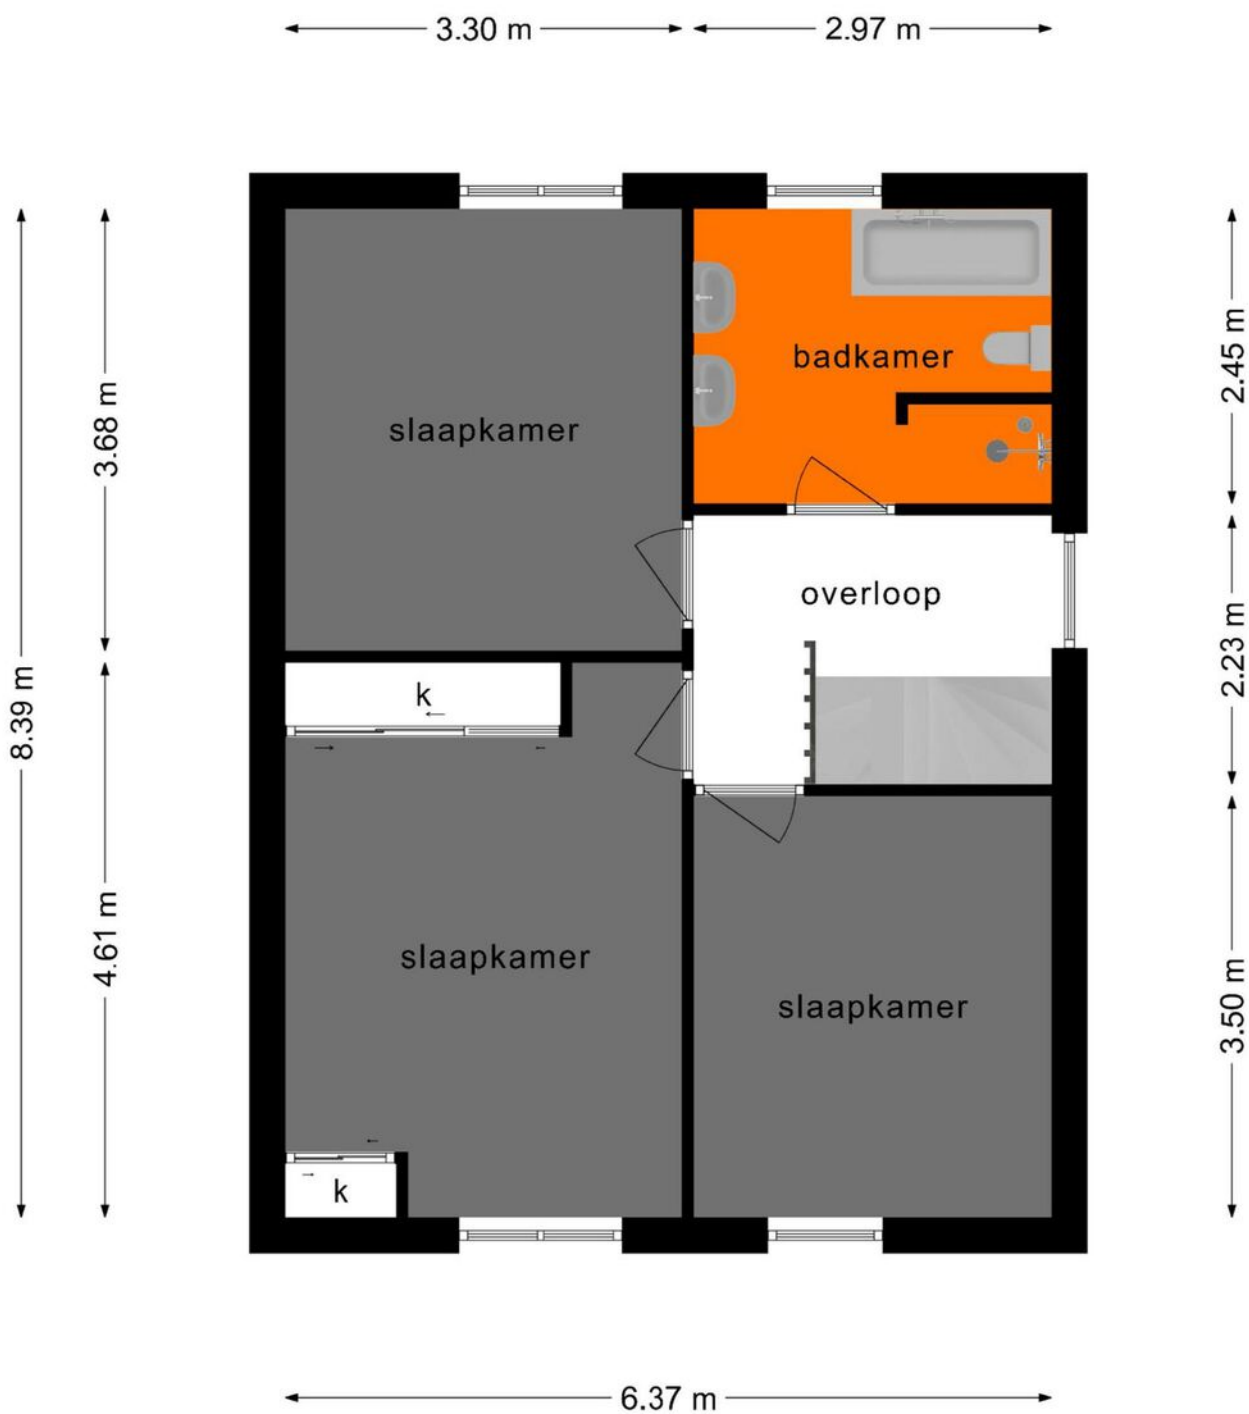 3.30 m
2.97 m
badkamer
2.45 m
slaapkamer
3.68 m
overloop
2.23 m
k
8.39 m
4.61 m
slaapkamer
slaapkamer
3.50 m
k
6.37 m